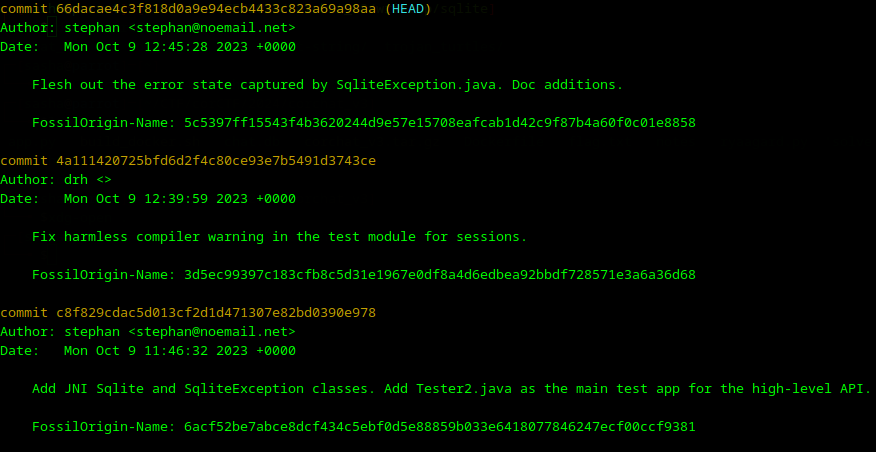 commit 66dacae4c3f818d0a9e94ecb4433c823a69a98aa (HEAD)
Author: stephan <stephan@noemail.net>
Date:   Mon Oct 9 12:45:28 2023 +0000
Flesh out the error state captured by SqliteException.java. Doc additions.
FossilOrigin-Name: 5c5397ff15543f4b3620244d9e57e15708eafcab1d42c9f87b4a60f0c01e8858
commit 4a111420725bfd6d2f4c80ce93e7b5491d3743ce
Author: drh <>
Date:   Mon Oct 9 12:39:59 2023 +0000
Fix harmless compiler warning in the test module for sessions.
FossilOrigin-Name: 3d5ec99397c183cfb8c5d31e1967e0df8a4d6edbea92bbdf728571e3a6a36d68
commit c8f829cdac5d013cf2d1d471307e82bd0390e978
Author: stephan <stephan@noemail.net>
Date:   Mon Oct 9 11:46:32 2023 +0000
Add JNI Sqlite and SqliteException classes. Add Tester2.java as the main test app for the high-level API.
FossilOrigin-Name: 6acf52be7abce8dcf434c5ebf0d5e88859b033e6418077846247ecf00ccf9381